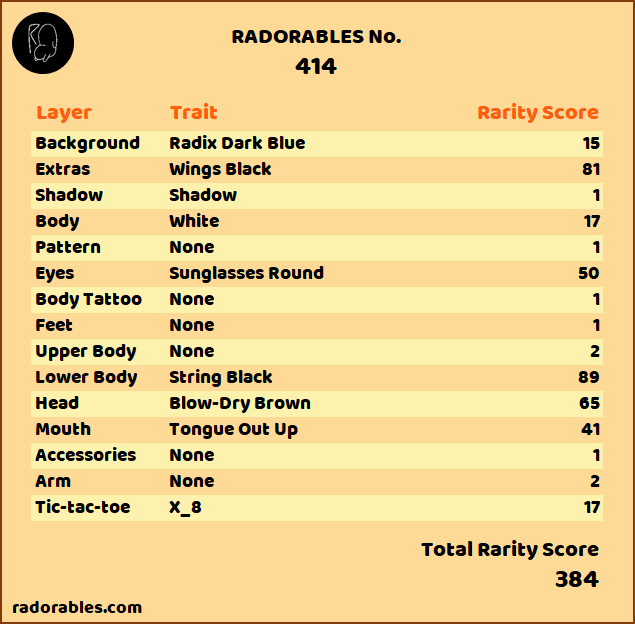 RADORABLES No.
414
Layer Trait Rarity Score
Background Radix Dark Blue 15
Extras Wings Black 81
Shadow Shadow 1
Body White 17
Pattern None 1
Eyes Sunglasses Round 50
Body Tattoo None 1
Feet None 1
Upper Body None 2
Lower Body String Black 89
Head Blow-Dry Brown 65
Mouth Tongue Out Up 41
Accessories None 1
Arm None 2
Tic-tac-toe X_8 17
Total Rarity Score
384
radorables.com